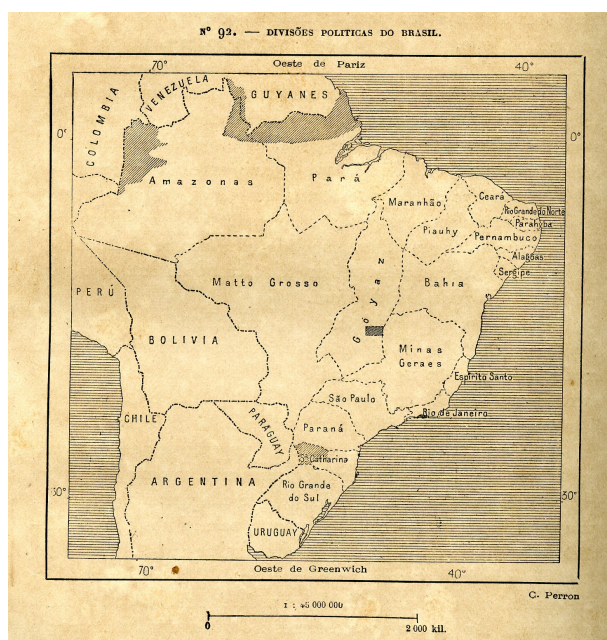 Nº 92. — DIVISÕES POLITICAS DO BRASIL.
Oeste de Pariz
70°
40°
VENEZUELA
GUYANES
COLOMBIA
0°
0°
Amazonas
Pará
Maranhão
Ceara
Rio Grande do Norte
Parahyba
Piauhy
Pernambuco
Alagoas
Sergipe
Matto Grosso
Góyaz
Bahia
PERÚ
BOLIVIA
Minas
Geraes
Espirito Santo
São Paulo
Rio de Janeiro
CHILE
PARAGUAY
Paraná
Sta Catharina
ARGENTINA
Rio Grande
do Sul
30°
30°
URUGUAY
70°
Oeste de Greenwich
40°
C. Perron
1 : 45 000 000
0
2 000 kil.